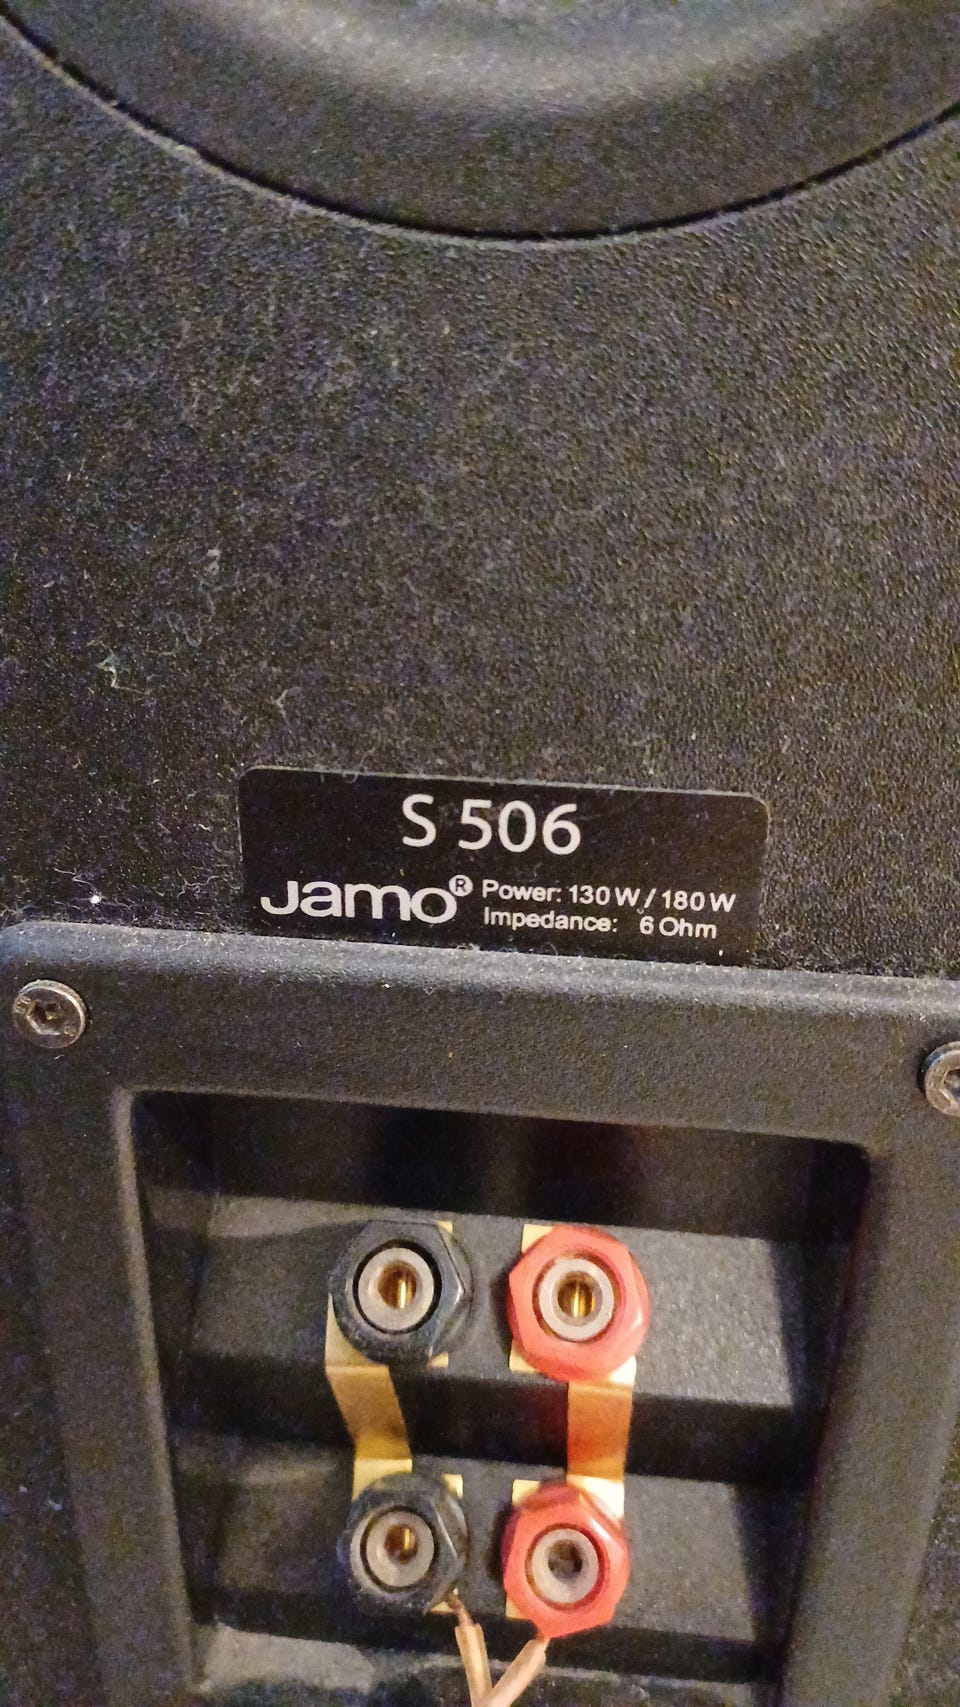 S 506
Jamo® Power: 130 W / 180 W
Impedance: 6 Ohm